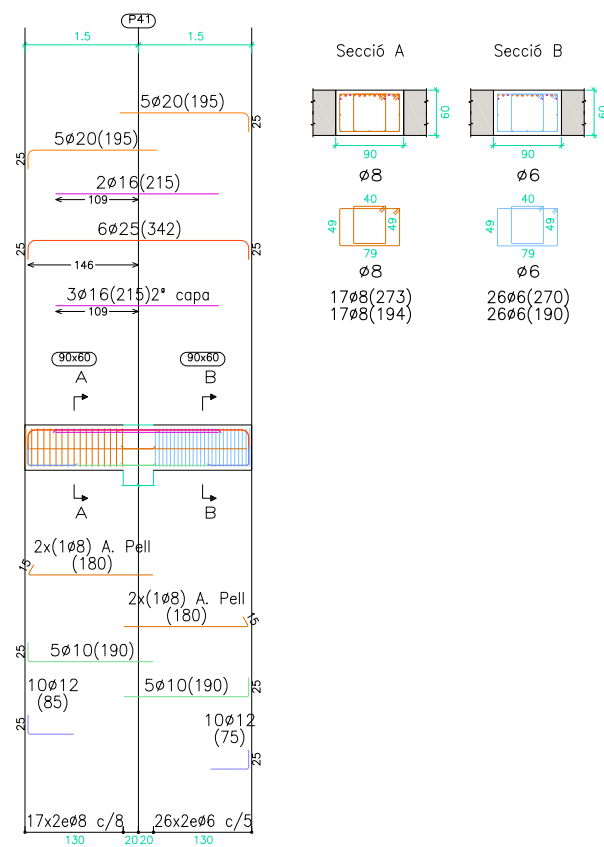 P41
1.5
1.5
5ø20(195)
25
5ø20(195)
25
2ø16(215)
109
6ø25(342)
25
25
146
3ø16(215)2ª capa
109
90x60
90x60
A
B
A
B
2x(1ø8) A. Pell
(180)
15
2x(1ø8) A. Pell
(180)
15
5ø10(190)
25
5ø10(190)
25
10ø12
(85)
25
10ø12
(75)
25
17x2eø8 c/8
26x2eø6 c/5
130
20
20
130
Secció A
60
90
ø8
40
49
49
79
ø8
17ø8(273)
17ø8(194)
Secció B
60
90
ø6
40
49
49
79
ø6
26ø6(270)
26ø6(190)